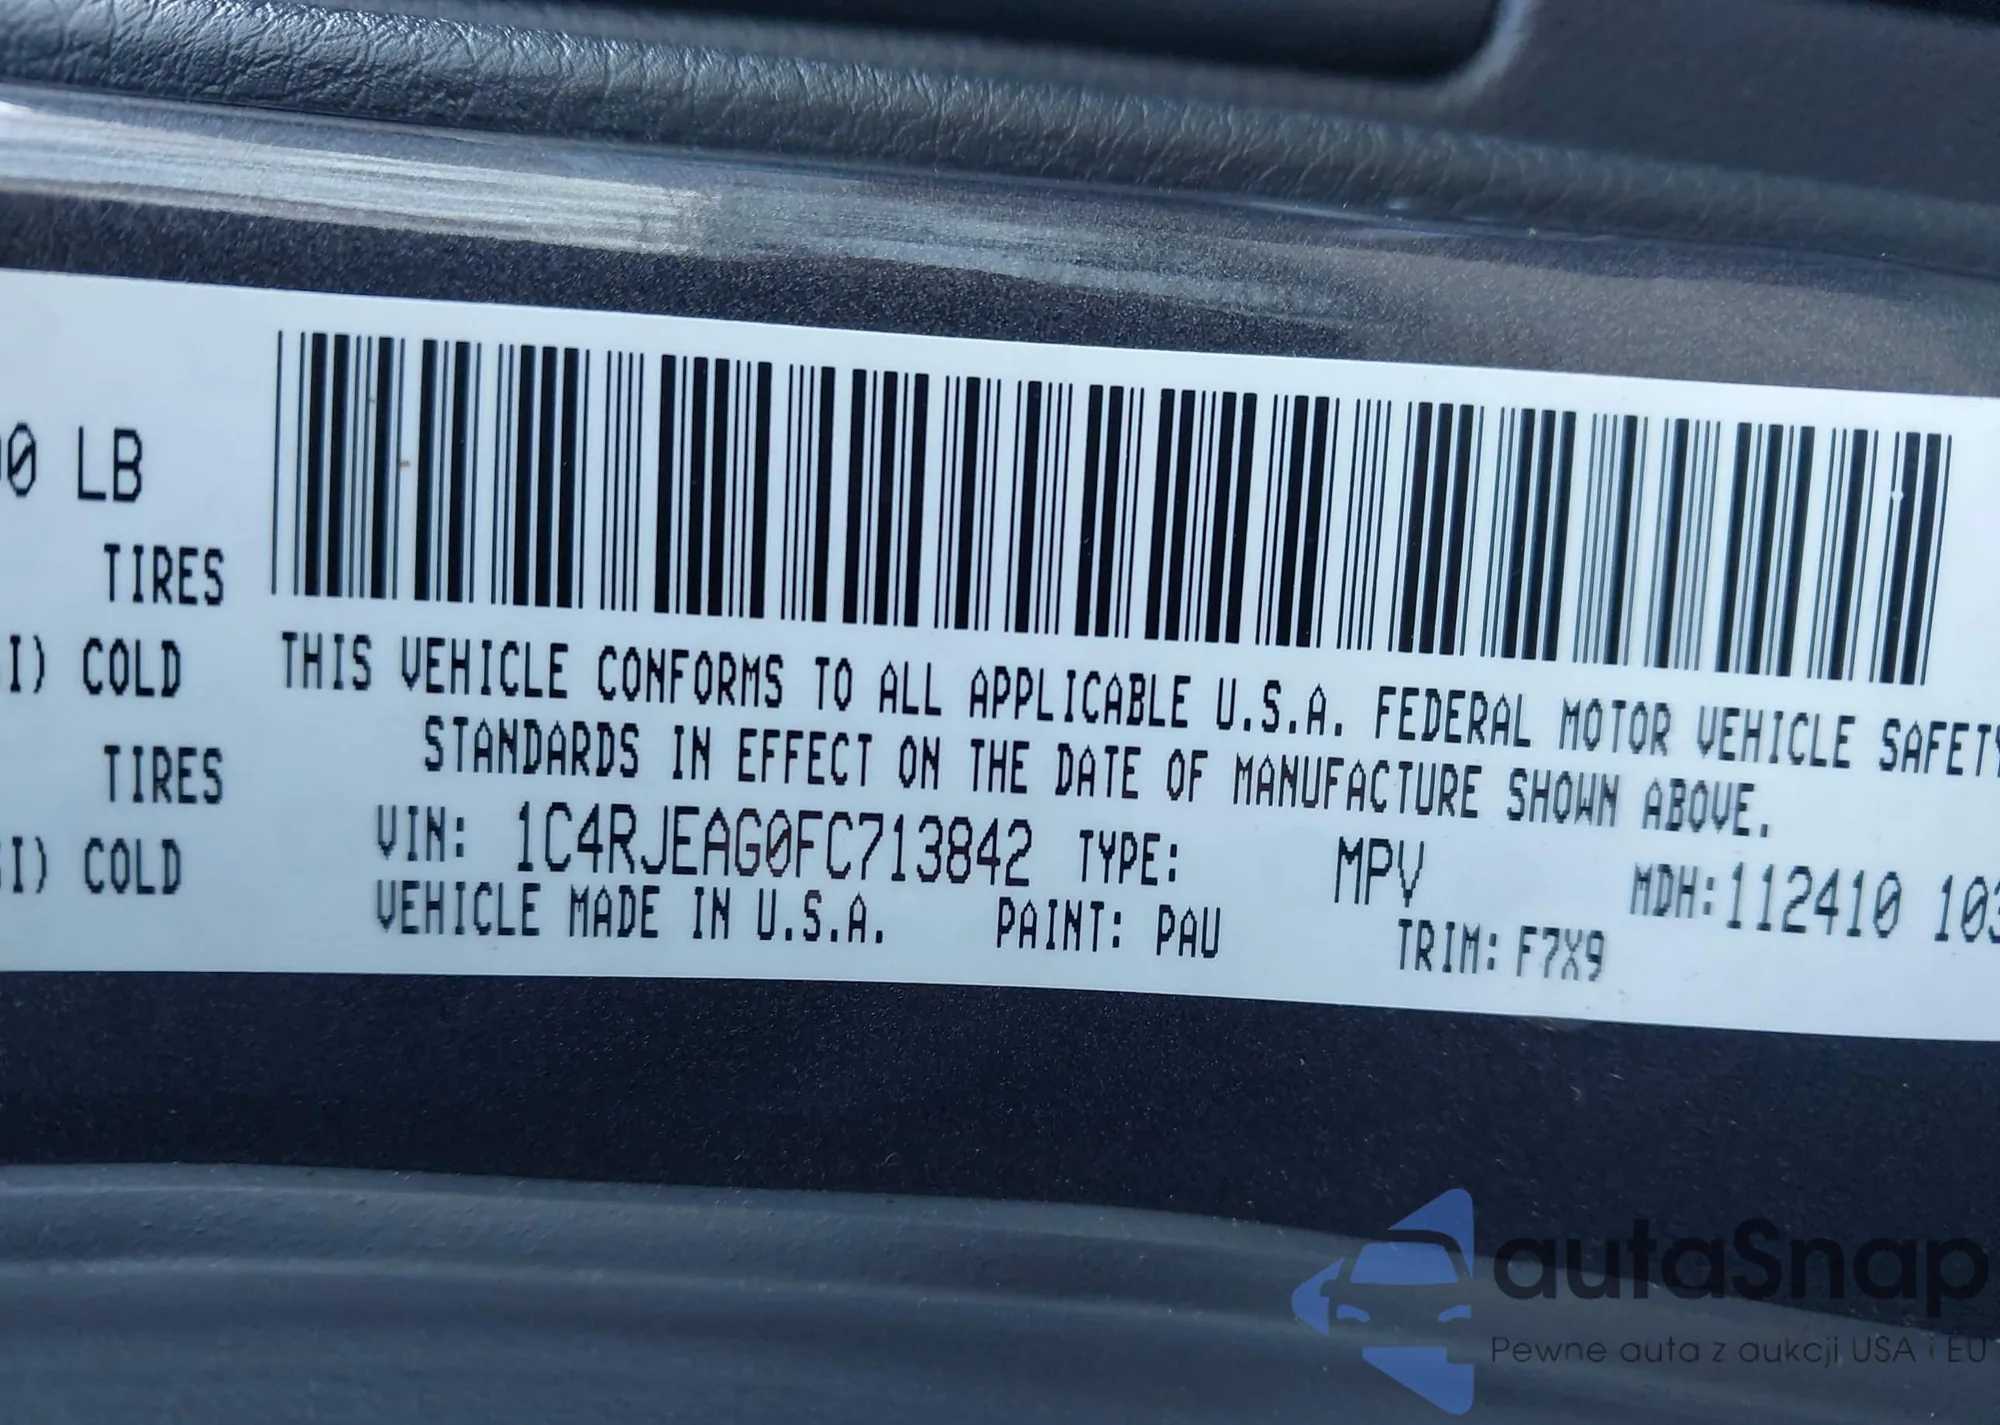 00 LB
TIRES
I) COLD
TIRES
I) COLD
THIS VEHICLE CONFORMS TO ALL APPLICABLE U.S.A. FEDERAL MOTOR VEHICLE SAFETY
STANDARDS IN EFFECT ON THE DATE OF MANUFACTURE SHOWN ABOVE.
VIN: 1C4RJEAG0FC713842 TYPE: MPV MDH:112410 103
VEHICLE MADE IN U.S.A. PAINT: PAU TRIM: F7X9
autaSnap
Pewne auta z aukcji USA i EU